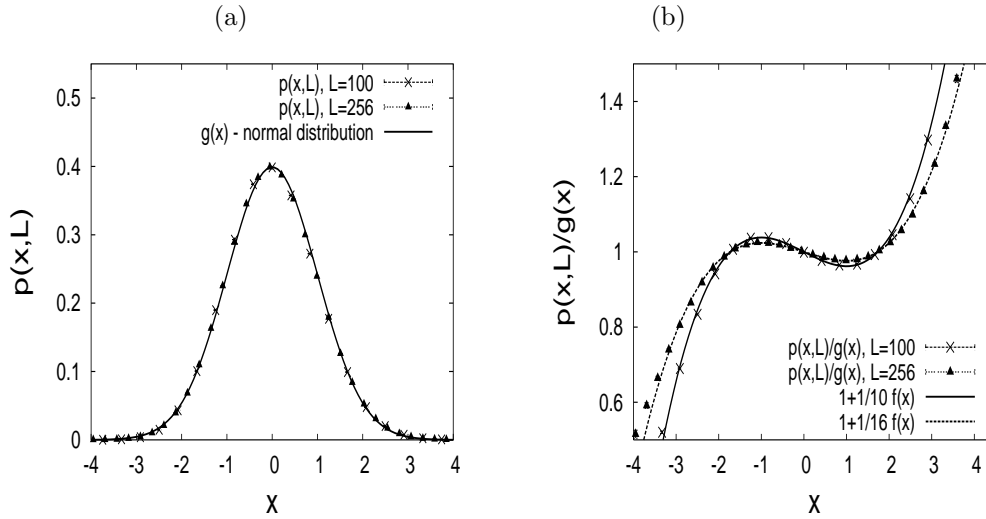 (a)
p(x,L)
0.5
0.4
0.3
0.2
0.1
0
p(x,L), L=100
p(x,L), L=256
g(x) - normal distribution
-4 -3 -2 -1 0 1 2 3 4
X
(b)
p(x,L)/g(x)
1.4
1.2
1
0.8
0.6
p(x,L)/g(x), L=100
p(x,L)/g(x), L=256
1+1/10 f(x)
1+1/16 f(x)
-4 -3 -2 -1 0 1 2 3 4
X